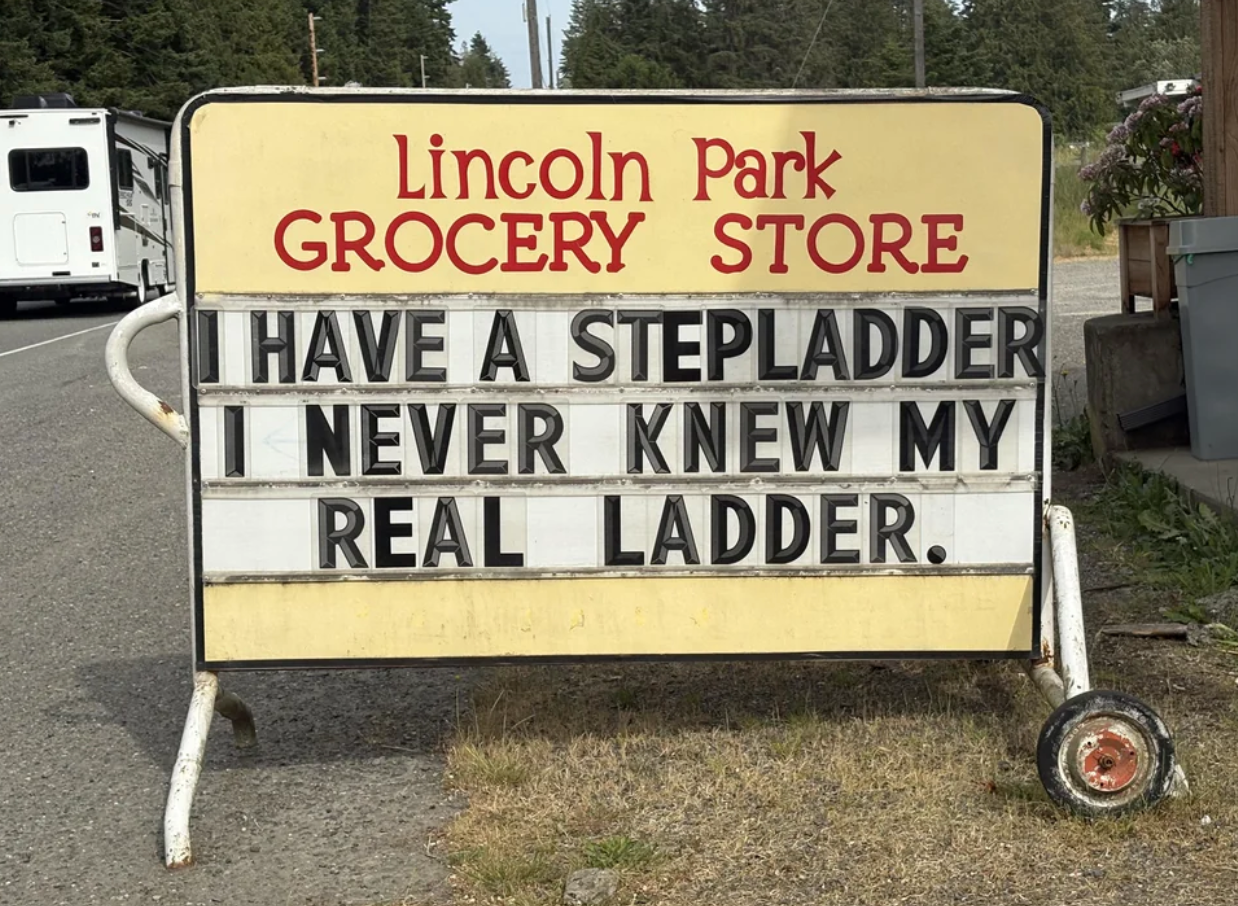 Lincoln Park
GROCERY STORE
I HAVE A STEPLADDER
I NEVER KNEW MY
REAL LADDER.